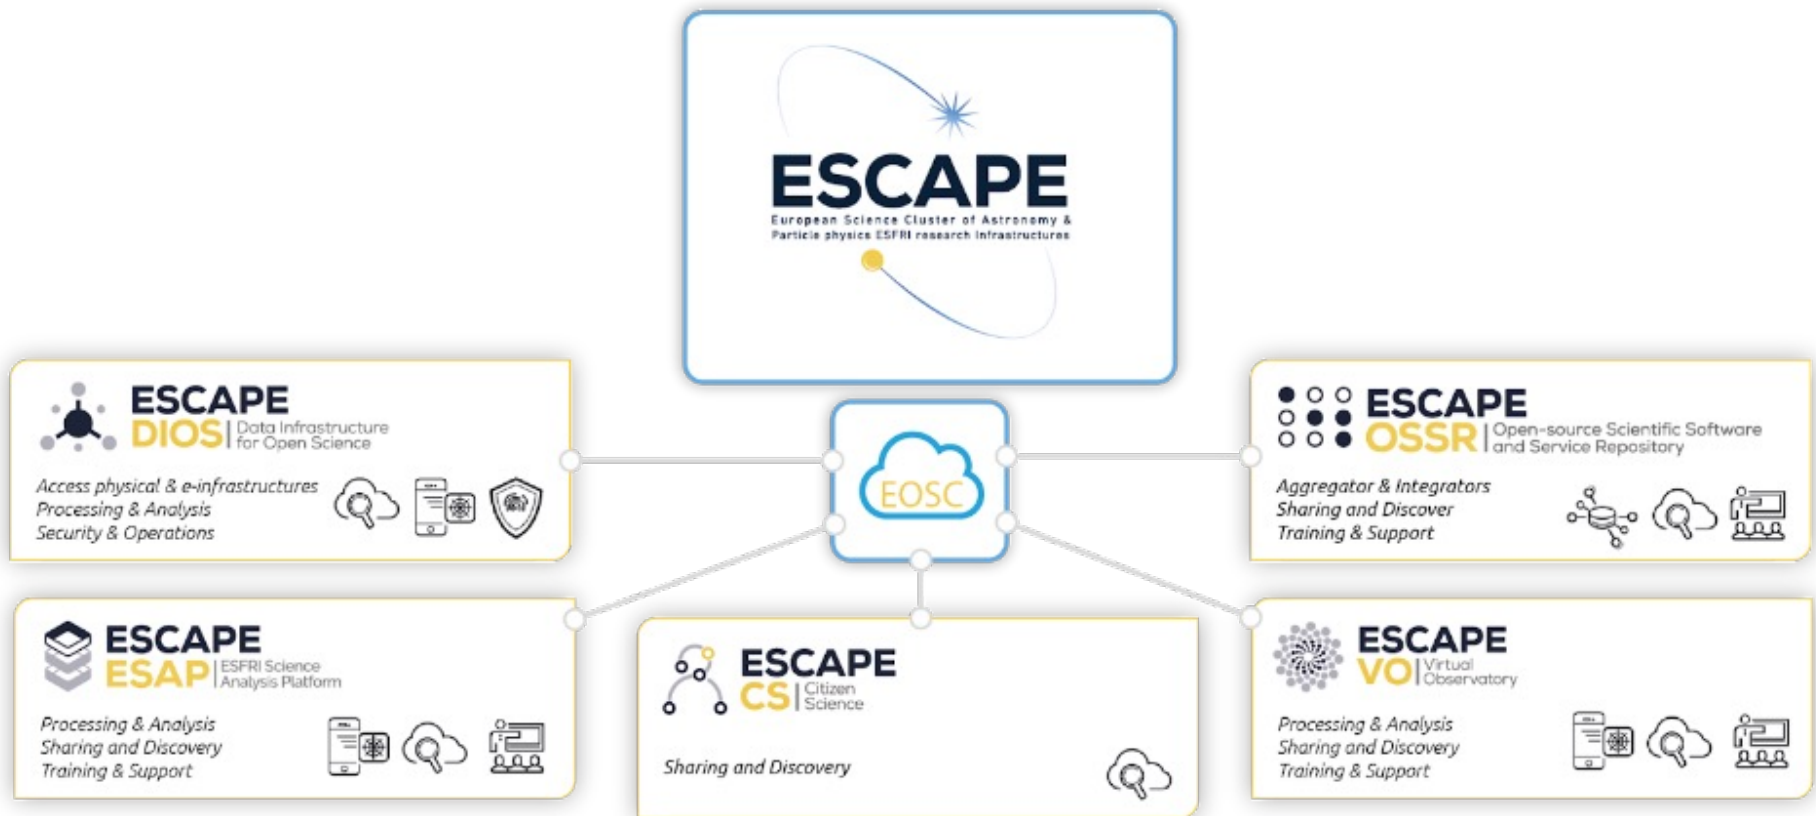 ESCAPE
European Science Cluster of Astronomy &
Particle physics ESFRI research Infrastructures
EOSC
ESCAPE
DIOS
Data Infrastructure
for Open Science
Access physical & e-infrastructures
Processing & Analysis
Security & Operations
ESCAPE
OSSR
Open-source Scientific Software
and Service Repository
Aggregator & Integrators
Sharing and Discover
Training & Support
ESCAPE
ESAP
ESFRI Science
Analysis Platform
Processing & Analysis
Sharing and Discovery
Training & Support
ESCAPE
CS
Citizen
Science
Sharing and Discovery
ESCAPE
VO
Virtual
Observatory
Processing & Analysis
Sharing and Discovery
Training & Support